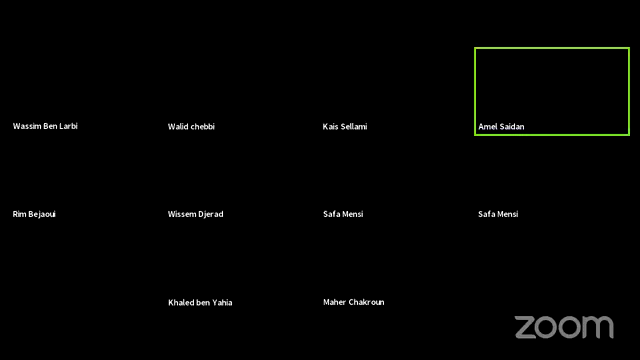 Wassim Ben Larbi
Walid chebbi
Kais Sellami
Amel Saidan
Rim Bejaoui
Wissem Djerad
Safa Mensi
Safa Mensi
Khaled ben Yahia
Maher Chakroun
zoom